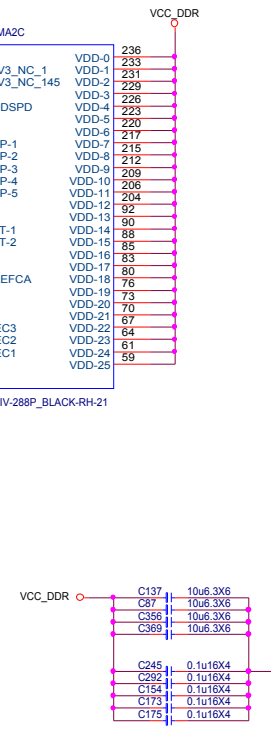 VCC_DDR
MA2C
236
VDD-0
233
V3_NC_1 VDD-1
231
V3_NC_145 VDD-2
229
VDD-3
226
DSPD VDD-4
223
VDD-5
220
VDD-6
217
P-1 VDD-7
215
P-2 VDD-8
212
P-3 VDD-9
209
P-4 VDD-10
206
P-5 VDD-11
204
VDD-12
92
VDD-13
90
T-1 VDD-14
88
T-2 VDD-15
85
VDD-16
83
VDD-17
80
EFCA VDD-18
76
VDD-19
73
VDD-20
70
VDD-21
67
EC3 VDD-22
64
EC2 VDD-23
61
EC1 VDD-24
59
VDD-25
IV-288P_BLACK-RH-21
VCC_DDR
C137 10u6.3X6
C87 10u6.3X6
C356 10u6.3X6
C369 10u6.3X6
C245 0.1u16X4
C292 0.1u16X4
C154 0.1u16X4
C173 0.1u16X4
C175 0.1u16X4